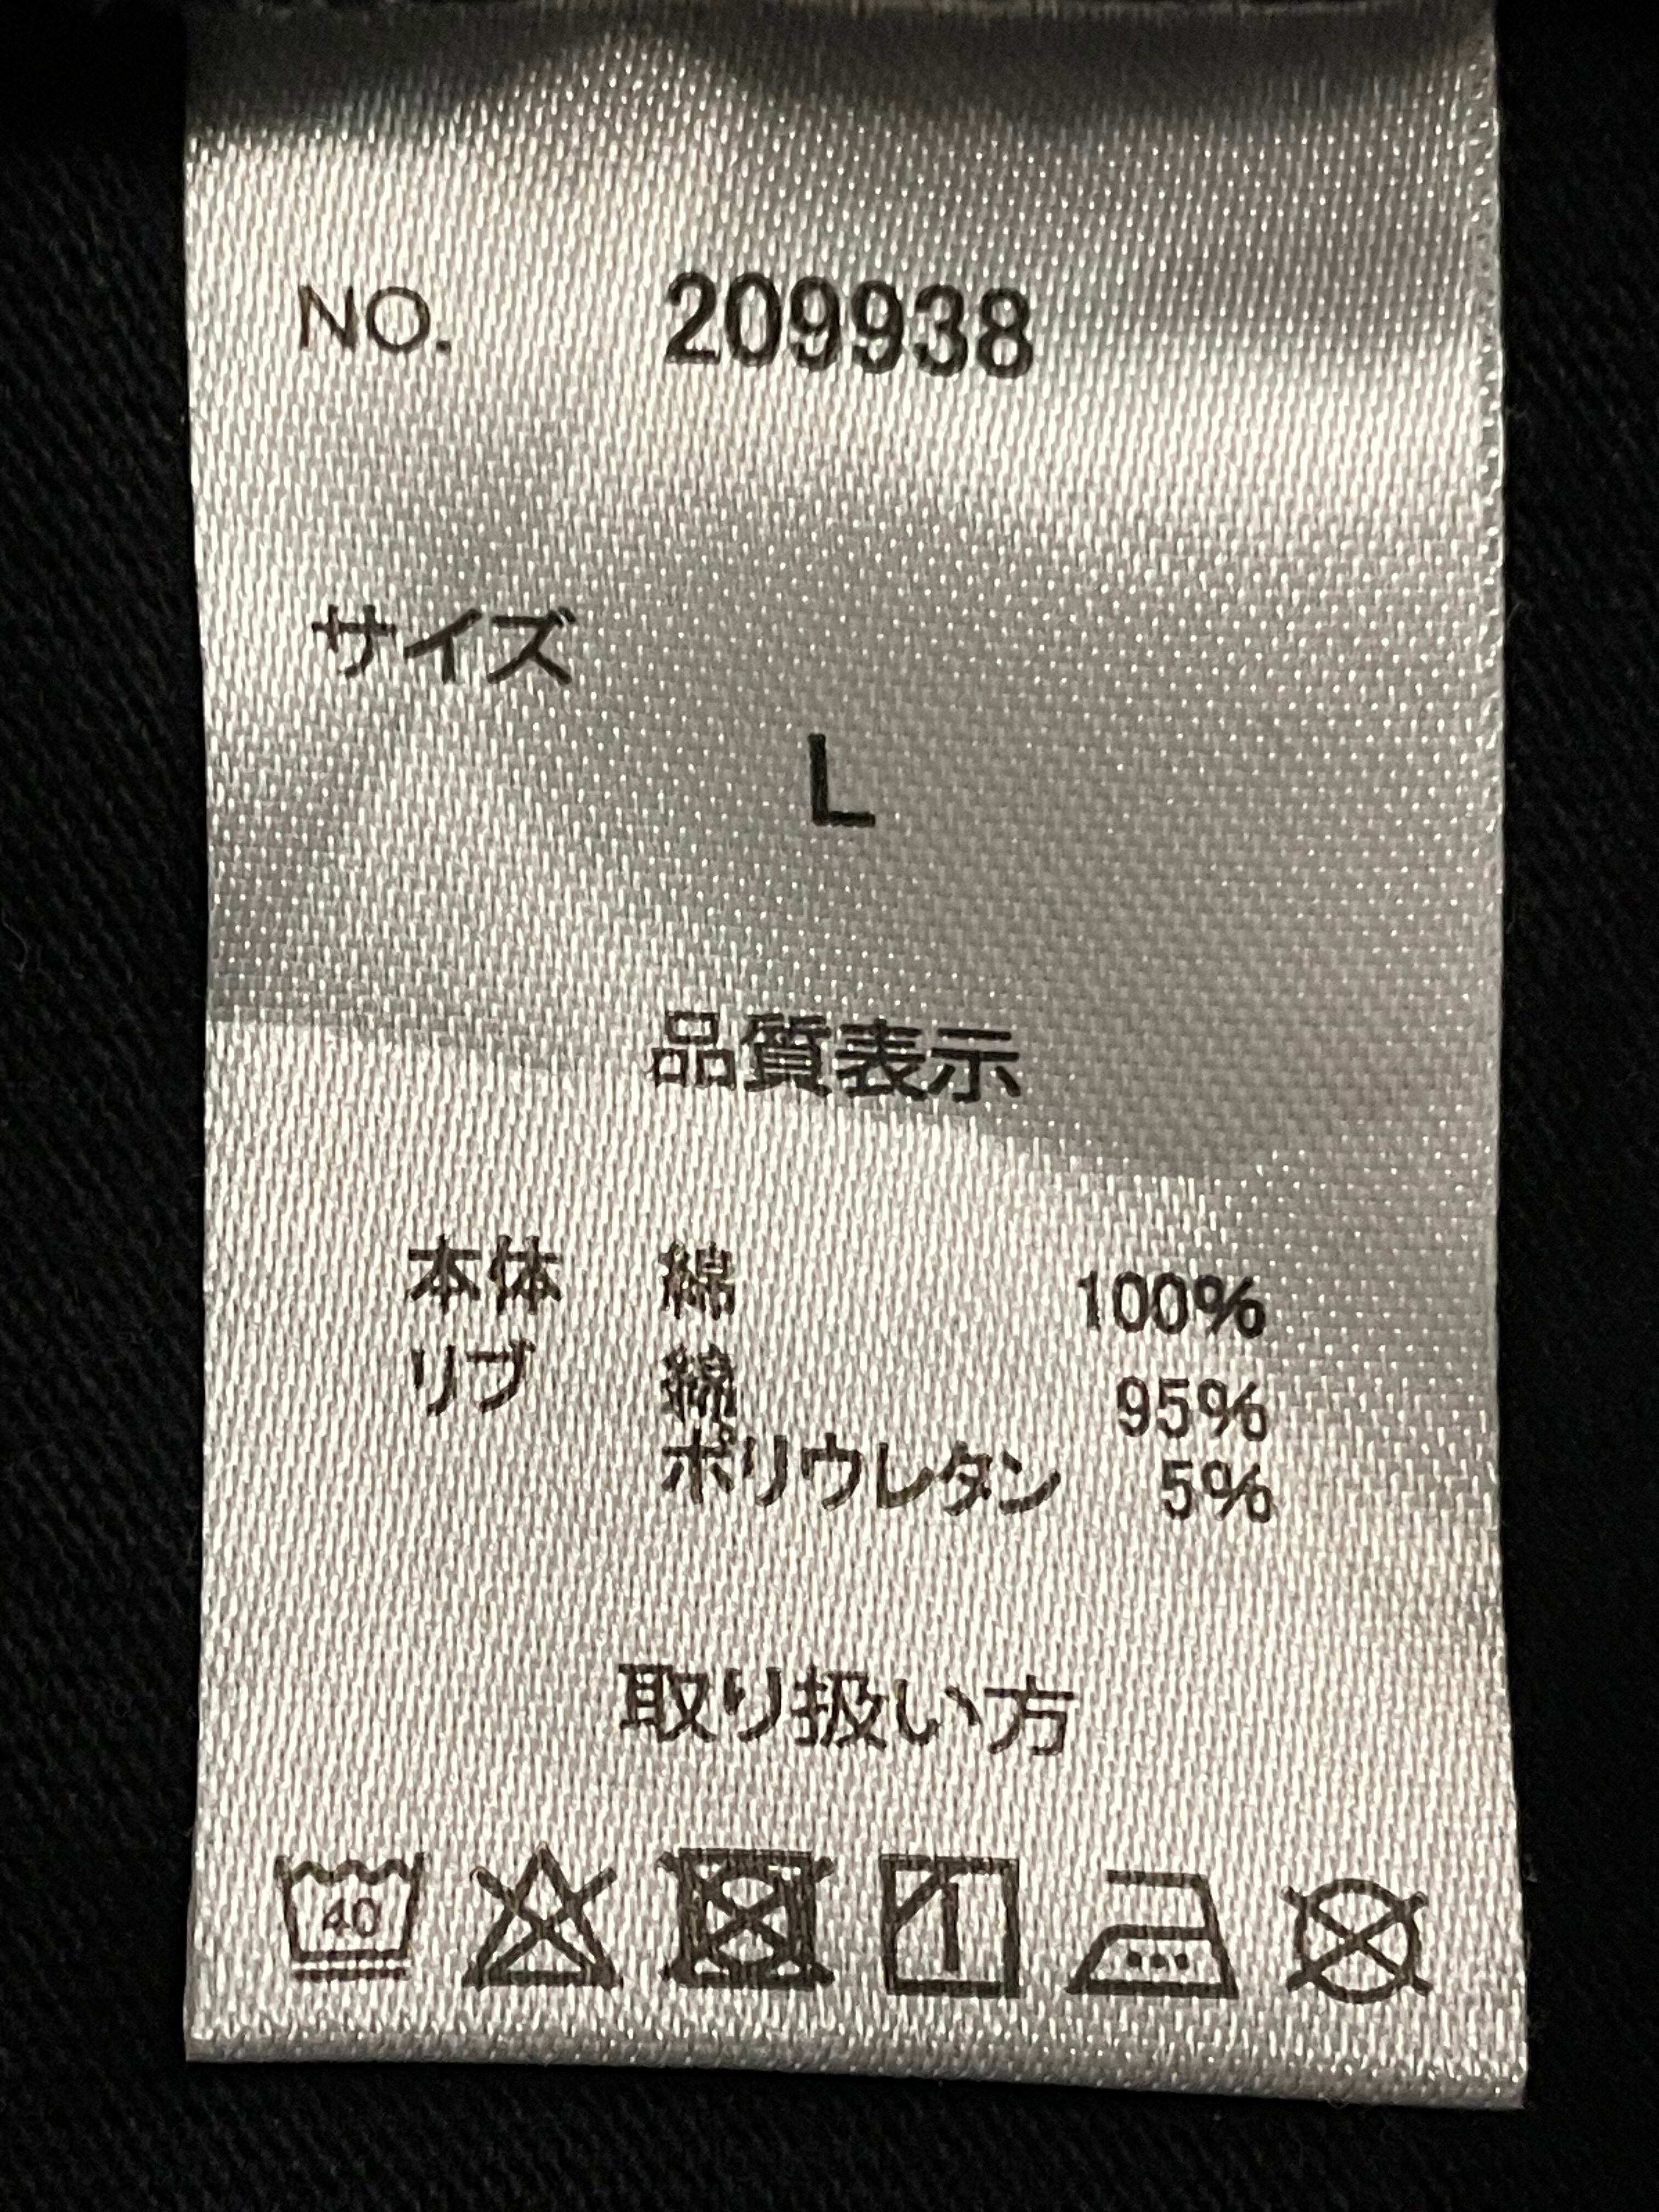 NO. 209938
サイズ
L
品質表示
本体 綿 100%
リブ 綿 95%
ポリウレタン 5%
取り扱い方
40